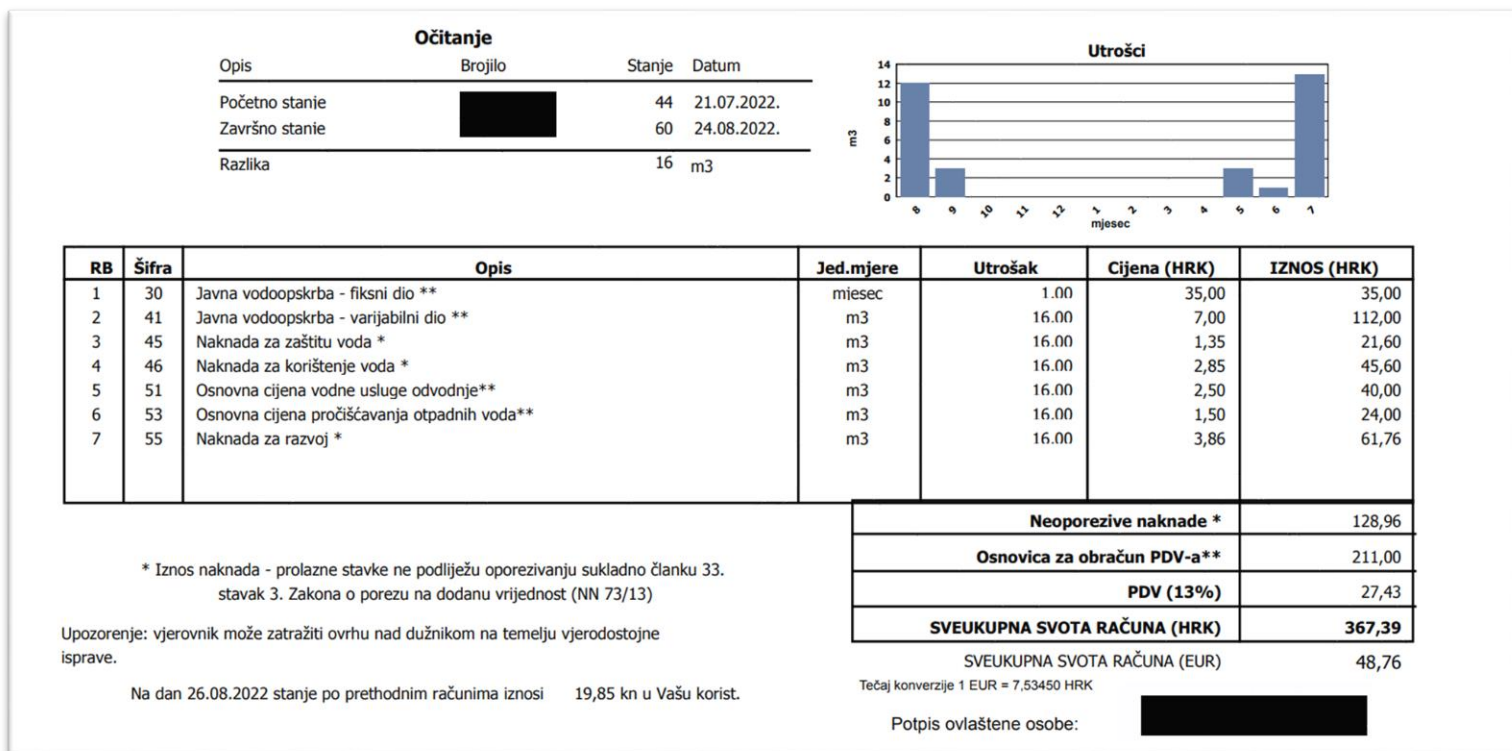 Očitanje
Opis Brojilo Stanje Datum
Početno stanje 44 21.07.2022.
Završno stanje 60 24.08.2022.
Razlika 16 m3
Utrošci
14
12
10
8
6
4
2
0
m3
8 9 10 11 12 1 2 3 4 5 6 7
mjesec
RB Šifra Opis Jed.mjere Utrošak Cijena (HRK) IZNOS (HRK)
1 30 Javna vodoopskrba - fiksni dio ** mjesec 1.00 35,00 35,00
2 41 Javna vodoopskrba - varijabilni dio ** m3 16.00 7,00 112,00
3 45 Naknada za zaštitu voda * m3 16.00 1,35 21,60
4 46 Naknada za korištenje voda * m3 16.00 2,85 45,60
5 51 Osnovna cijena vodne usluge odvodnje** m3 16.00 2,50 40,00
6 53 Osnovna cijena pročišćavanja otpadnih voda** m3 16.00 1,50 24,00
7 55 Naknada za razvoj * m3 16.00 3,86 61,76
Neoporezive naknade * 128,96
Osnovica za obračun PDV-a** 211,00
PDV (13%) 27,43
SVEUKUPNA SVOTA RAČUNA (HRK) 367,39
SVEUKUPNA SVOTA RAČUNA (EUR) 48,76
Tečaj konverzije 1 EUR = 7,53450 HRK
* Iznos naknada - prolazne stavke ne podliježu oporezivanju sukladno članku 33.
stavak 3. Zakona o porezu na dodanu vrijednost (NN 73/13)
Upozorenje: vjerovnik može zatražiti ovrhu nad dužnikom na temelju vjerodostojne
isprave.
Na dan 26.08.2022 stanje po prethodnim računima iznosi 19,85 kn u Vašu korist.
Potpis ovlaštene osobe: